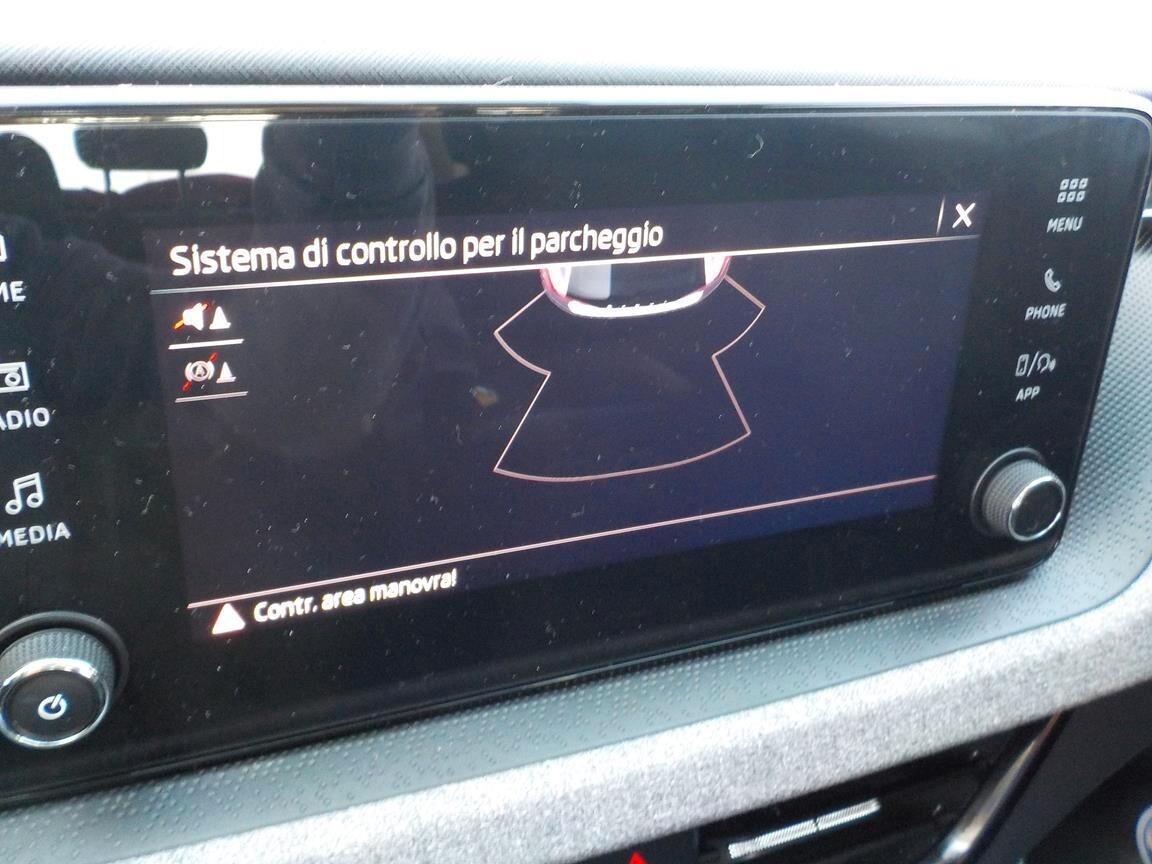 Sistema di controllo per il parcheggio
X
MENU
PHONE
APP
ME
ADIO
MEDIA
Contr. area manovra!